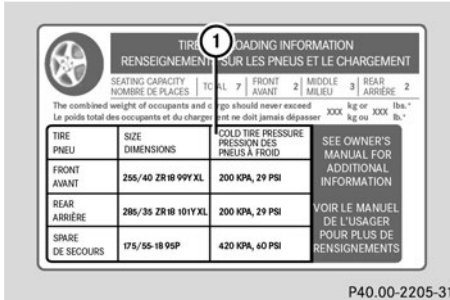 1
TIRE LOADING INFORMATION
RENSEIGNEMENT SUR LES PNEUS ET LE CHARGEMENT
SEATING CAPACITY TOTAL 7 FRONT 2 MIDDLE 3 REAR 2
NOMBRE DE PLACES AVANT MILIEU ARRIÈRE
The combined weight of occupants and cargo should never exceed XXX kg or XXX lbs.*
Le poids total des occupants et du chargement ne doit jamais dépasser kg ou lb.*
TIRE SIZE COLD TIRE PRESSURE
PNEU DIMENSIONS PRESSION DES
PNEUS À FROID
FRONT
AVANT 255/40 ZR18 99Y XL 200 KPA, 29 PSI
REAR
ARRIÈRE 285/35 ZR18 101Y XL 200 KPA, 29 PSI
SPARE
DE SECOURS 175/55-18 95P 420 KPA, 60 PSI
SEE OWNER'S
MANUAL FOR
ADDITIONAL
INFORMATION
VOIR LE MANUEL
DE L'USAGER
POUR PLUS DE
RENSIGNEMENTS
P40.00-2205-31